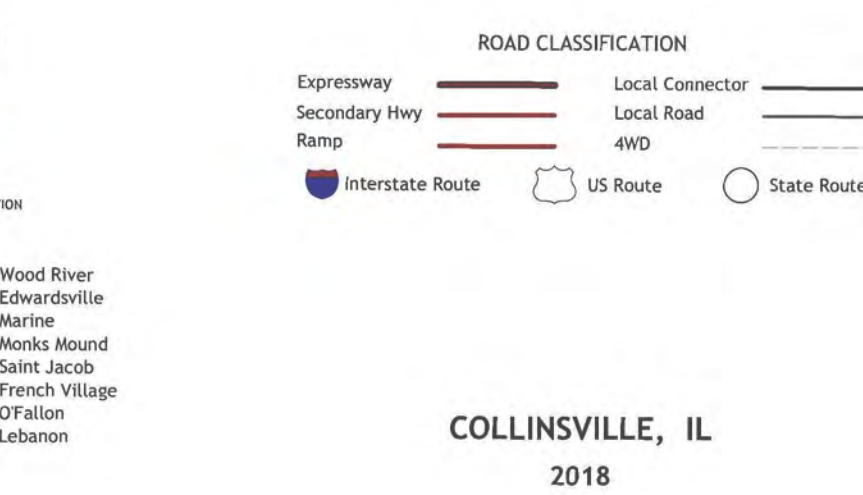 ROAD CLASSIFICATION
Expressway
Local Connector
Secondary Hwy
Local Road
Ramp
4WD
Interstate Route
US Route
State Route
Wood River
Edwardsville
Marine
Monks Mound
Saint Jacob
French Village
O'Fallon
Lebanon
COLLINSVILLE, IL
2018